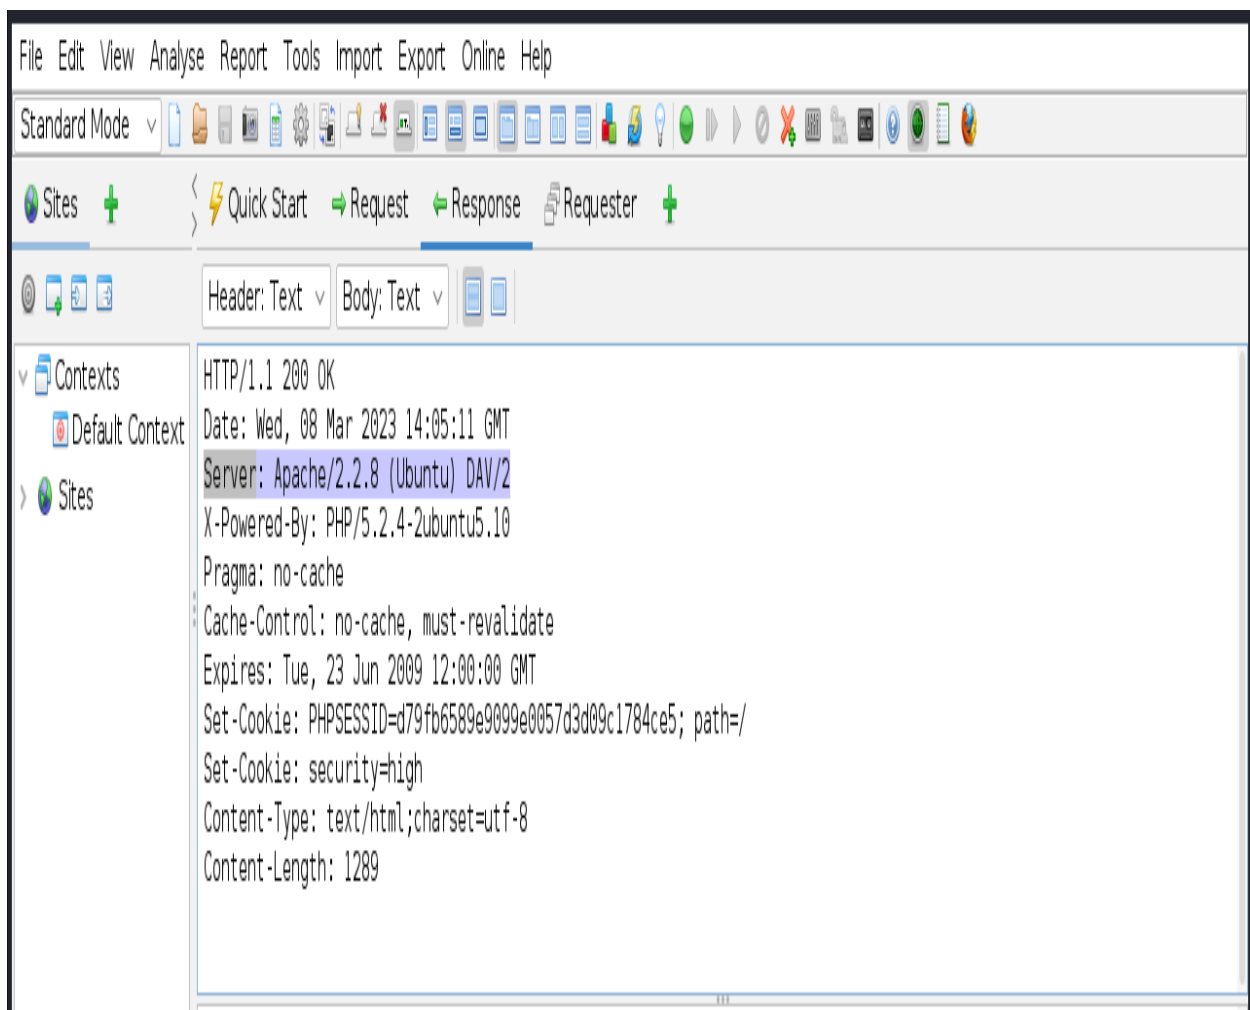 File Edit View Analyse Report Tools Import Export Online Help
Standard Mode
Sites
Quick Start Request Response Requester
Header: Text Body: Text
Contexts
Default Context
Sites
HTTP/1.1 200 OK
Date: Wed, 08 Mar 2023 14:05:11 GMT
Server: Apache/2.2.8 (Ubuntu) DAV/2
X-Powered-By: PHP/5.2.4-2ubuntu5.10
Pragma: no-cache
Cache-Control: no-cache, must-revalidate
Expires: Tue, 23 Jun 2009 12:00:00 GMT
Set-Cookie: PHPSESSID=d79fb6589e9099e0057d3d09c1784ce5; path=/
Set-Cookie: security=high
Content-Type: text/html;charset=utf-8
Content-Length: 1289